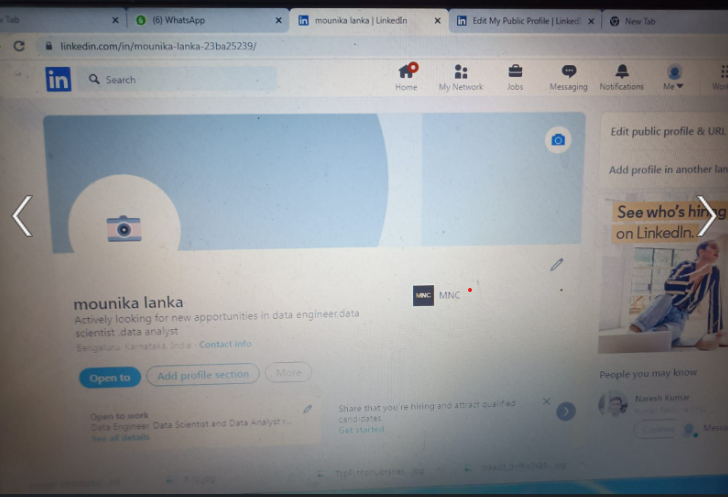 Tab
(6) WhatsApp
mounika lanka | LinkedIn
Edit My Public Profile | Linked
New Tab
linkedin.com/in/mounika-lanka-23ba25239/
in
Search
Home
My Network
Jobs
Messaging
Notifications
Me
Wor
Edit public profile & URL
Add profile in another lan
See who's hiring
on LinkedIn.
mounika lanka
Actively looking for new apportunities in data engineer,data
scientist ,data analyst
Bengaluru, Karnataka, India
Contact info
MNC
MNC
Open to
Add profile section
More
People you may know
Naresh Kumar
Messa
Open to work
Data Engineer, Data Scientist and Data Analyst r...
See all details
Share that you're hiring and attract qualified
candidates.
Get started